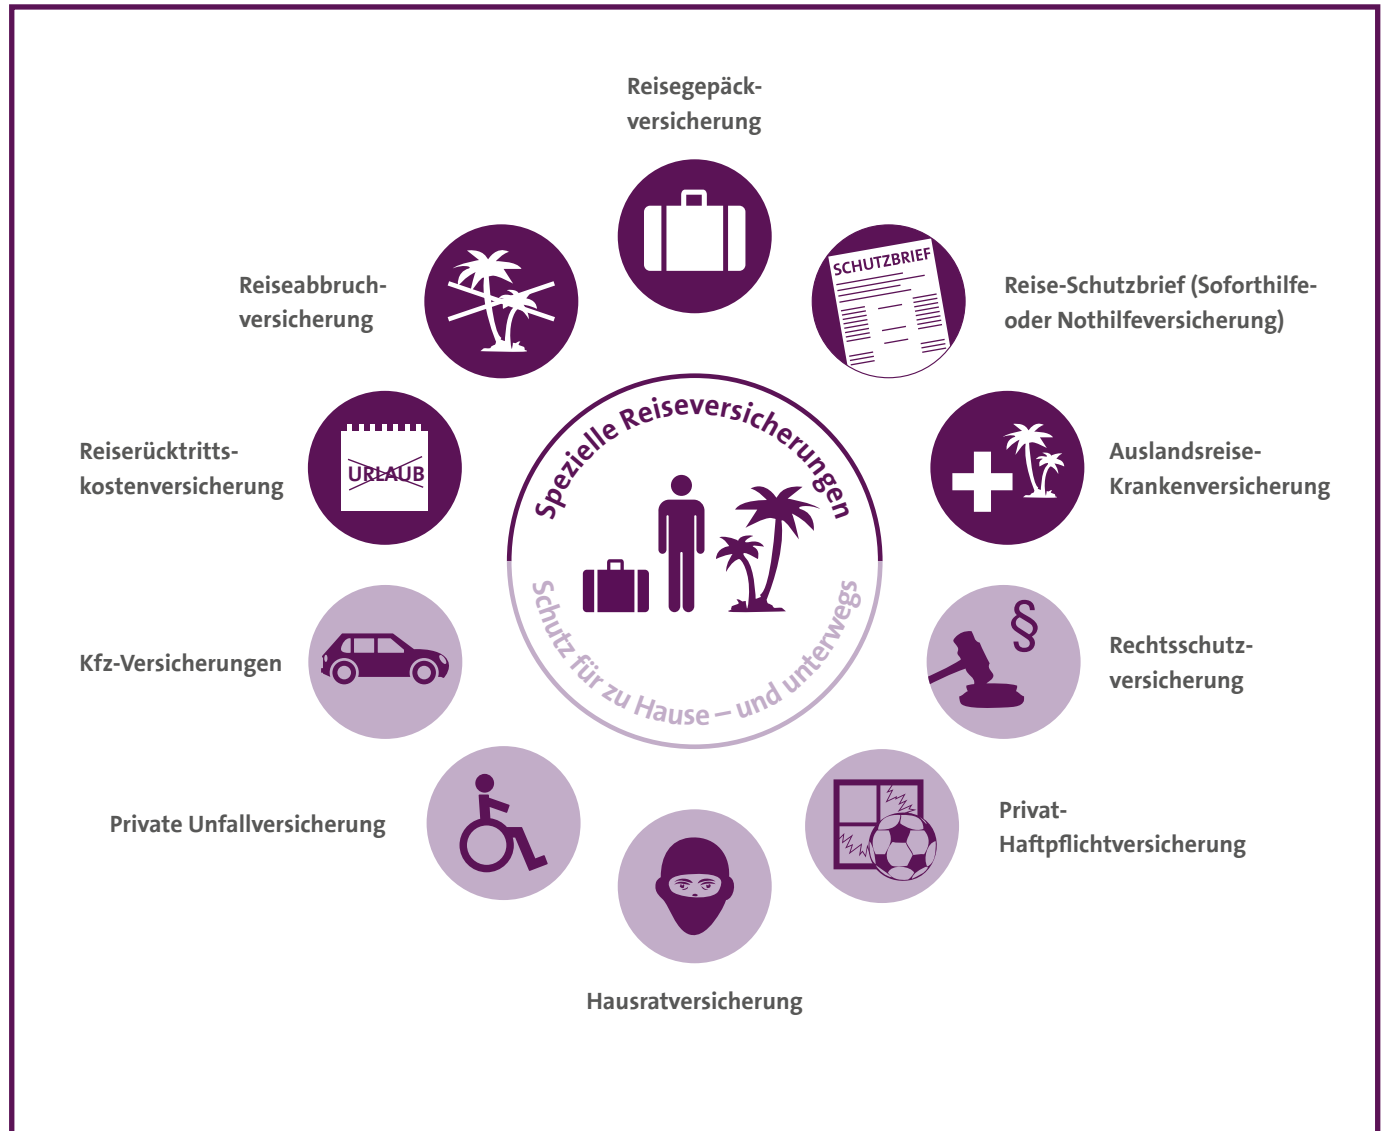 Reisegepäck-
versicherung
SCHUTZBRIEF
Reiseabbruch-
versicherung
Reise-Schutzbrief (Soforthilfe-
oder Nothilfeversicherung)
Spezielle Reiseversicherungen
Reiserücktritts-
kostenversicherung
URLAUB
Auslandsreise-
Krankenversicherung
Schutz für zu Hause – und unterwegs
§
Kfz-Versicherungen
Rechtsschutz-
versicherung
Private Unfallversicherung
Privat-
Haftpflichtversicherung
Hausratversicherung